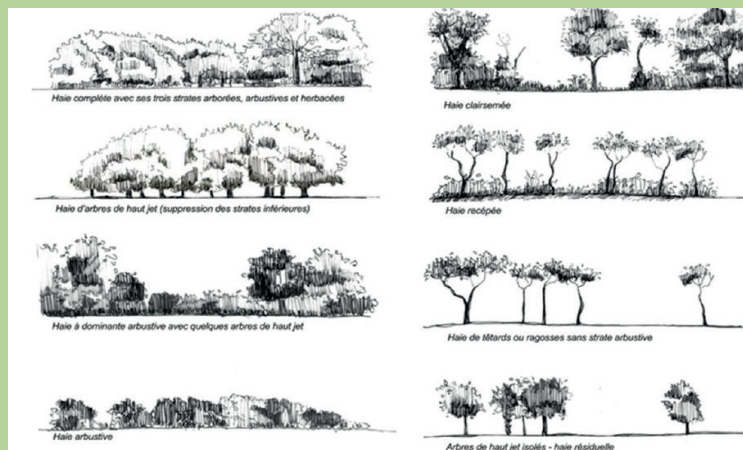 Haie complète avec ses trois strates arborées, arbustives et herbacées
Haie clairsemée
Haie d'arbres de haut jet (suppression des strates inférieures)
Haie recépée
Haie à dominante arbustive avec quelques arbres de haut jet
Haie de têtards ou ragosses sans strate arbustive
Haie arbustive
Arbres de haut jet isolés - haie résiduelle